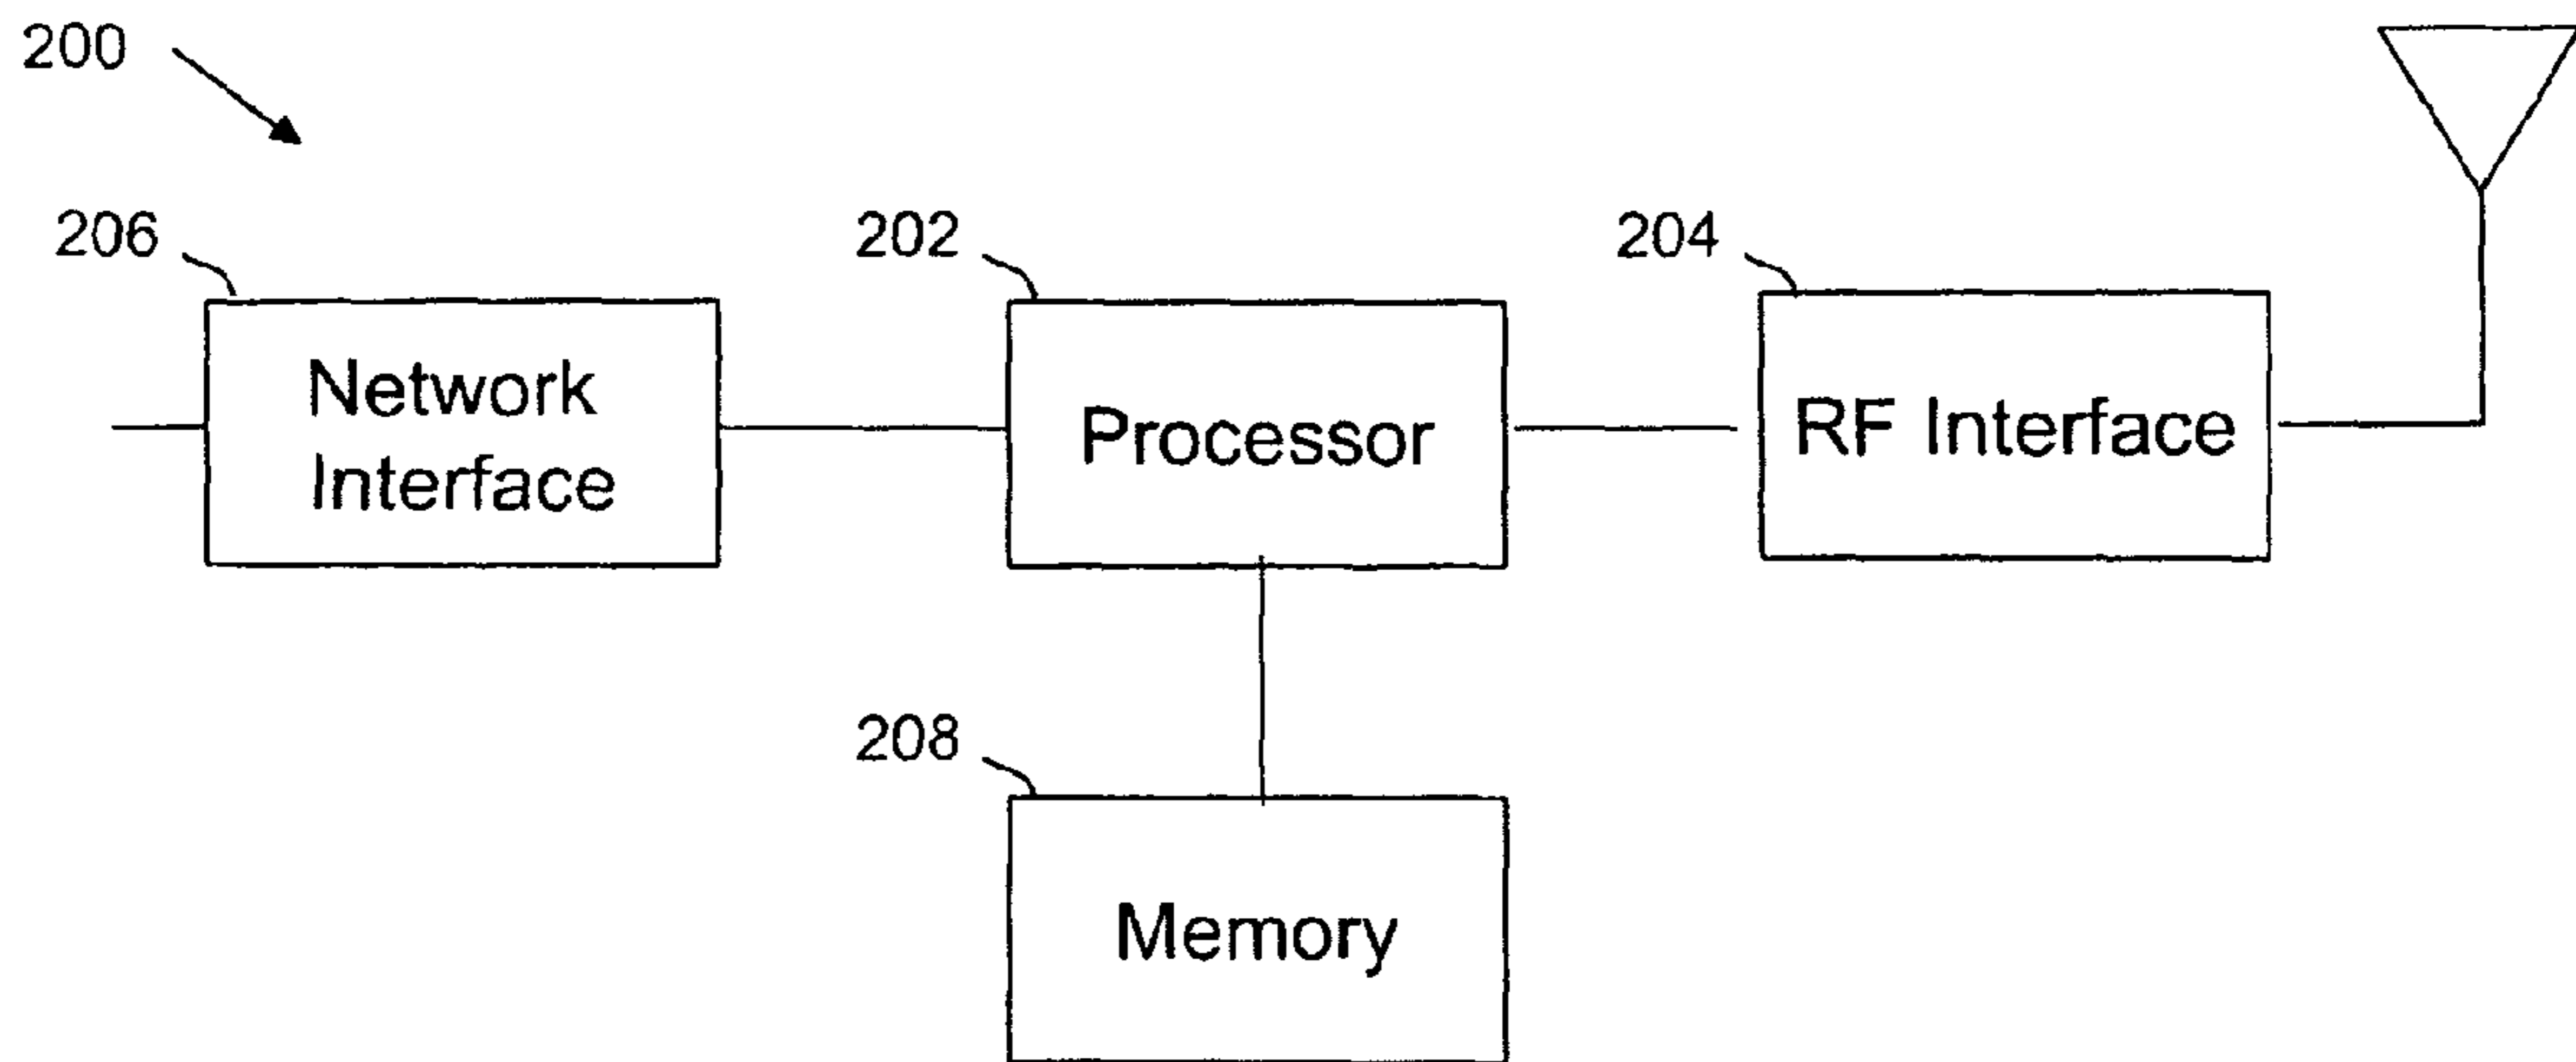 200
206
202
204
Network
Interface
Processor
RF Interface
208
Memory